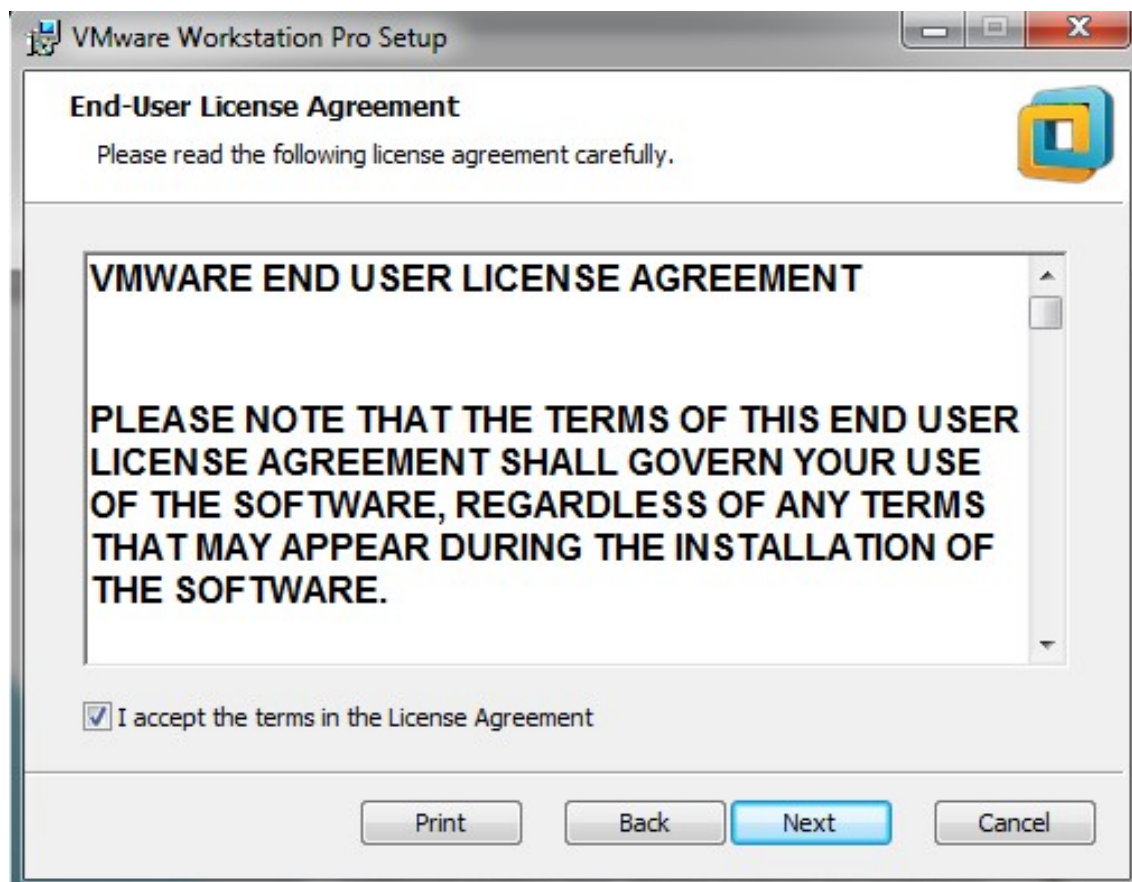 VMware Workstation Pro Setup
End-User License Agreement
Please read the following license agreement carefully.
VMWARE END USER LICENSE AGREEMENT
PLEASE NOTE THAT THE TERMS OF THIS END USER
LICENSE AGREEMENT SHALL GOVERN YOUR USE
OF THE SOFTWARE, REGARDLESS OF ANY TERMS
THAT MAY APPEAR DURING THE INSTALLATION OF
THE SOFTWARE.
I accept the terms in the License Agreement
Print Back Next Cancel